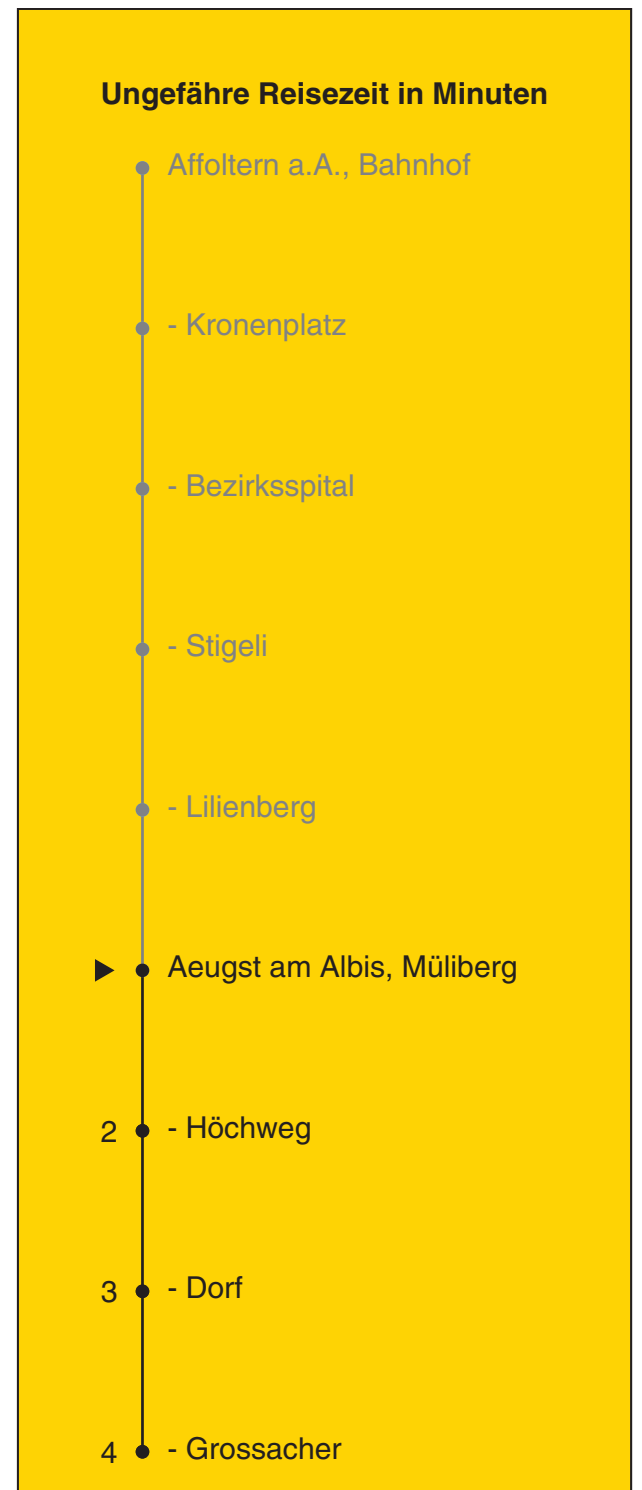 Ungefähre Reisezeit in Minuten
Affoltern a.A., Bahnhof
- Kronenplatz
- Bezirksspital
- Stigeli
- Lilienberg
Aeugst am Albis, Müliberg
2 - Höchweg
3 - Dorf
4 - Grossacher